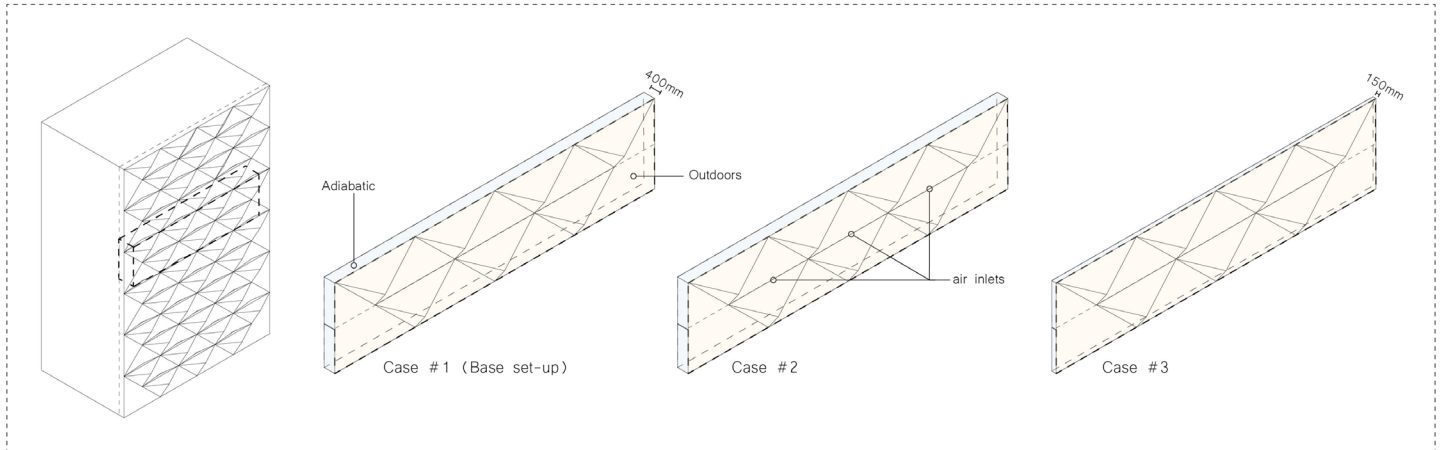 400mm
150mm
Adiabatic
Outdoors
air inlets
Case #1 (Base set-up)
Case #2
Case #3